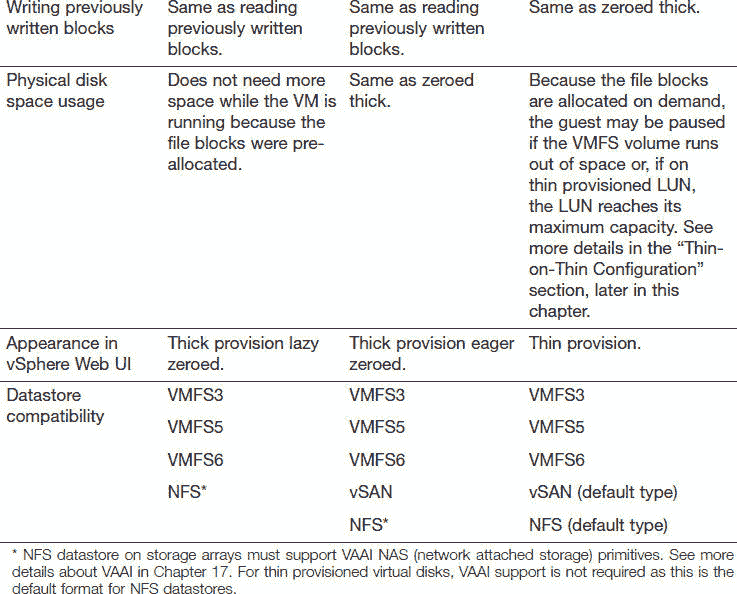 Writing previously written blocks | Same as reading previously written blocks. | Same as reading previously written blocks. | Same as zeroed thick.
Physical disk space usage | Does not need more space while the VM is running because the file blocks were pre-allocated. | Same as zeroed thick. | Because the file blocks are allocated on demand, the guest may be paused if the VMFS volume runs out of space or, if on thin provisioned LUN, the LUN reaches its maximum capacity. See more details in the “Thin-on-Thin Configuration” section, later in this chapter.
Appearance in vSphere Web UI | Thick provision lazy zeroed. | Thick provision eager zeroed. | Thin provision.
Datastore compatibility | VMFS3 | VMFS3 | VMFS3
VMFS5 | VMFS5 | VMFS5
VMFS6 | VMFS6 | VMFS6
NFS* | vSAN | vSAN (default type)
NFS* | NFS (default type)
* NFS datastore on storage arrays must support VAAI NAS (network attached storage) primitives. See more
details about VAAI in Chapter 17. For thin provisioned virtual disks, VAAI support is not required as this is the
default format for NFS datastores.